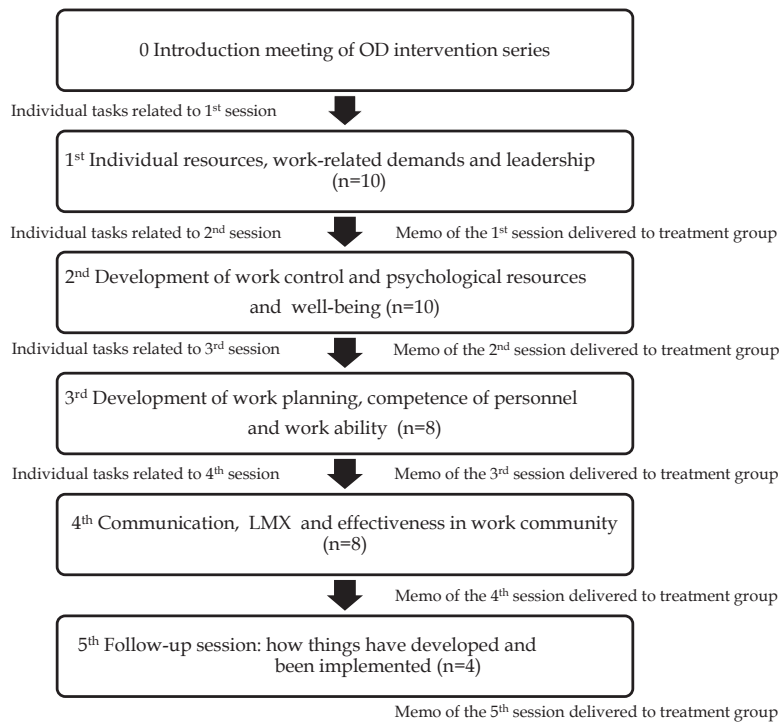 0 Introduction meeting of OD intervention series
Individual tasks related to 1st session
1st Individual resources, work-related demands and leadership
(n=10)
Individual tasks related to 2nd session
Memo of the 1st session delivered to treatment group
2nd Development of work control and psychological resources
and well-being (n=10)
Individual tasks related to 3rd session
Memo of the 2nd session delivered to treatment group
3rd Development of work planning, competence of personnel
and work ability (n=8)
Individual tasks related to 4th session
Memo of the 3rd session delivered to treatment group
4th Communication, LMX and effectiveness in work community
(n=8)
Memo of the 4th session delivered to treatment group
5th Follow-up session: how things have developed and
been implemented (n=4)
Memo of the 5th session delivered to treatment group